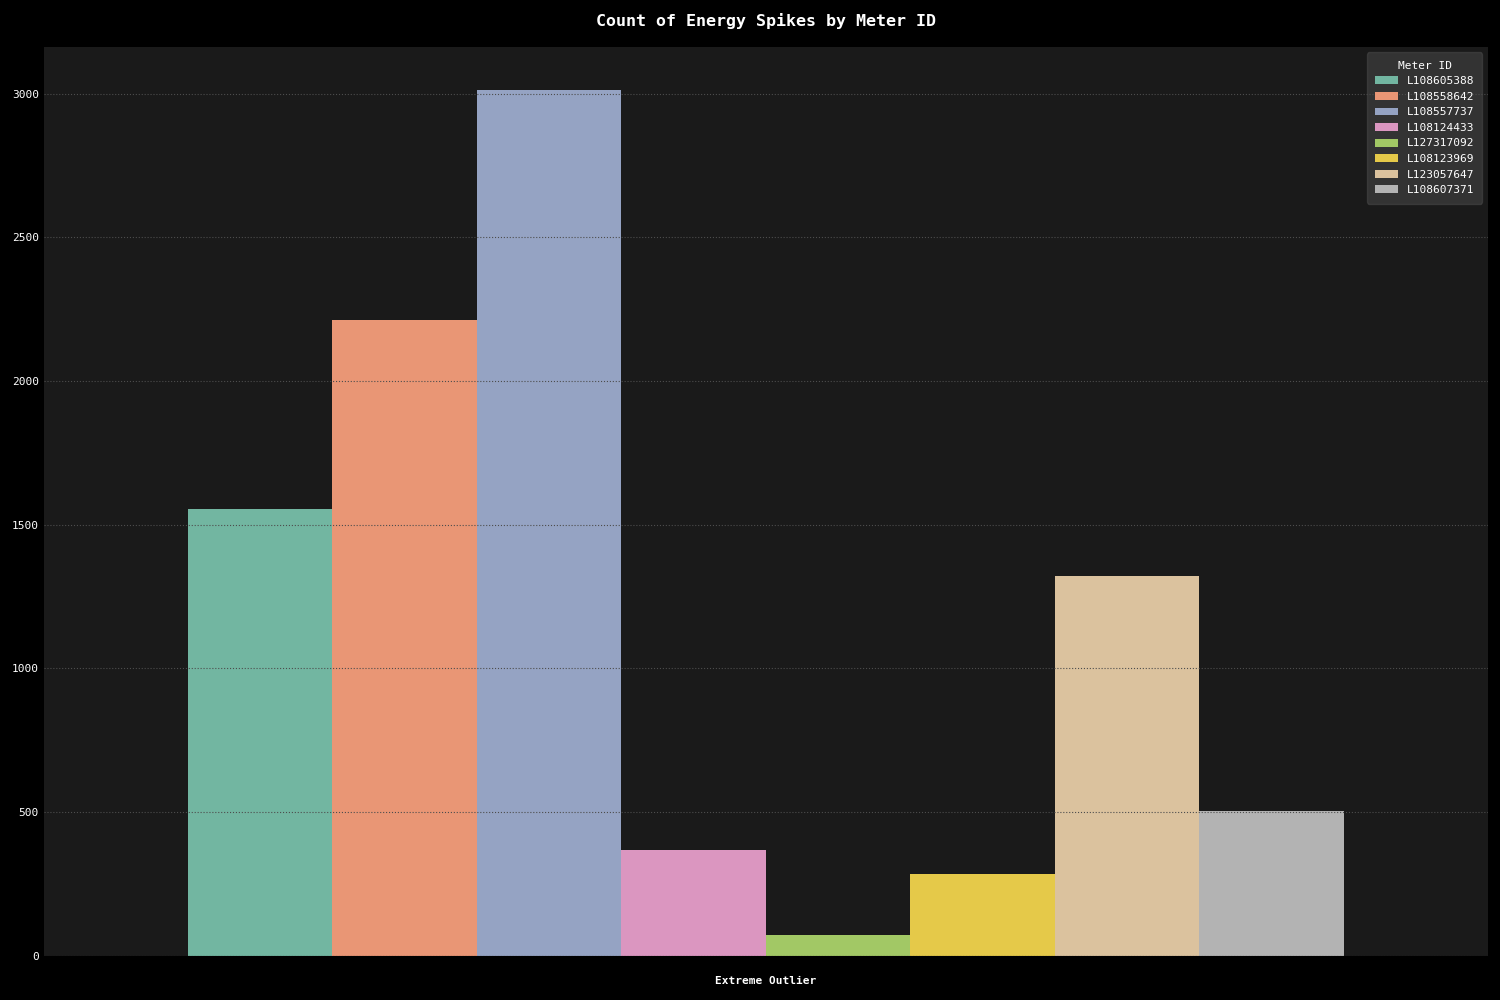 Count of Energy Spikes by Meter ID
Meter ID
L108605388
L108558642
L108557737
L108124433
L127317092
L108123969
L123057647
L108607371
3000
2500
2000
1500
1000
500
0
Extreme Outlier